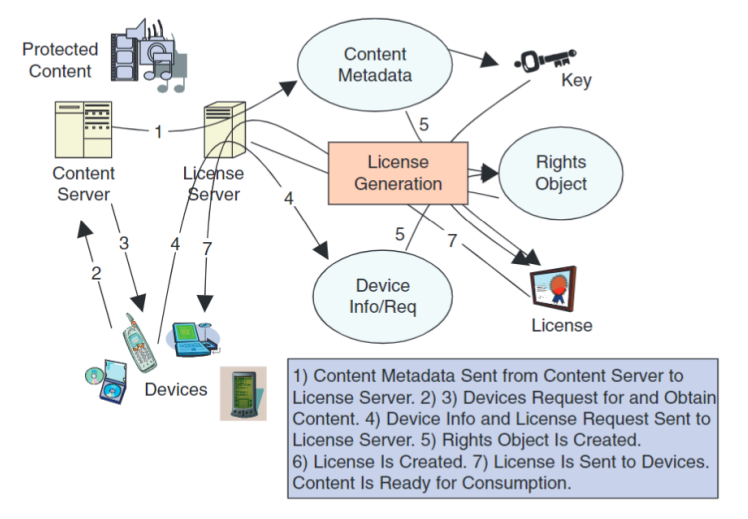 Protected
Content
Content
Metadata
Key
5
1
License
Generation
Rights
Object
Content
Server
License
Server
4
3
4
7
5
7
2
Device
Info/Req
License
Devices
1) Content Metadata Sent from Content Server to
License Server. 2) 3) Devices Request for and Obtain
Content. 4) Device Info and License Request Sent to
License Server. 5) Rights Object Is Created.
6) License Is Created. 7) License Is Sent to Devices.
Content Is Ready for Consumption.